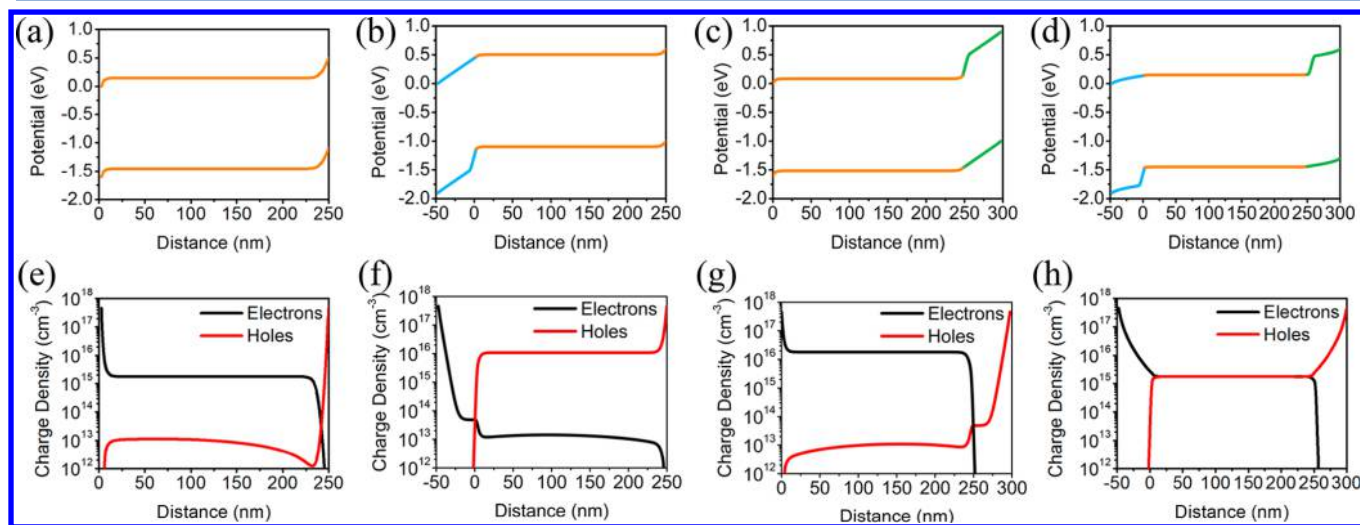 (a) (b) (c) (d)
1.0 1.0 1.0 1.0
0.5 0.5 0.5 0.5
0.0 0.0 0.0 0.0
-0.5 -0.5 -0.5 -0.5
-1.0 -1.0 -1.0 -1.0
-1.5 -1.5 -1.5 -1.5
-2.0 -2.0 -2.0 -2.0
Potential (eV) Potential (eV) Potential (eV) Potential (eV)
0 50 100 150 200 250 -50 0 50 100 150 200 250 0 50 100 150 200 250 300 -50 0 50 100 150 200 250 300
Distance (nm) Distance (nm) Distance (nm) Distance (nm)
(e) (f) (g) (h)
10^18 10^18 10^18 10^18
10^17 10^17 10^17 10^17
10^16 10^16 10^16 10^16
10^15 10^15 10^15 10^15
10^14 10^14 10^14 10^14
10^13 10^13 10^13 10^13
10^12 10^12 10^12 10^12
Charge Density (cm⁻³) Charge Density (cm⁻³) Charge Density (cm⁻³) Charge Density (cm⁻³)
Electrons Electrons Electrons Electrons
Holes Holes Holes Holes
0 50 100 150 200 250 -50 0 50 100 150 200 250 0 50 100 150 200 250 300 -50 0 50 100 150 200 250 300
Distance (nm) Distance (nm) Distance (nm) Distance (nm)